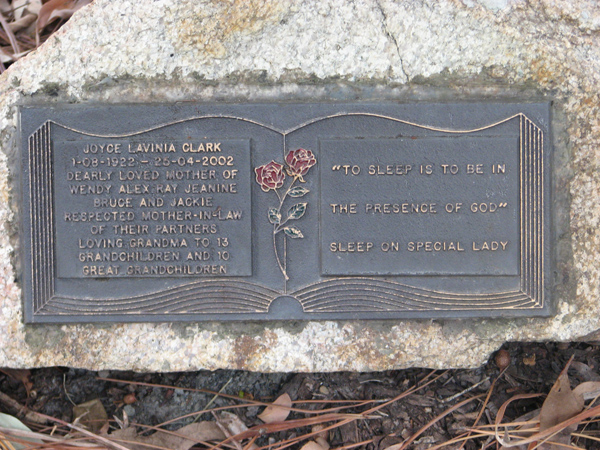 JOYCE LAVINIA CLARK
1-08-1922 – 25-04-2002
DEARLY LOVED MOTHER OF
WENDY ALEX RAY JEANINE
BRUCE AND JACKIE
RESPECTED MOTHER-IN-LAW
OF THEIR PARTNERS
LOVING GRANDMA TO 13
GRANDCHILDREN AND 10
GREAT GRANDCHILDREN
"TO SLEEP IS TO BE IN
THE PRESENCE OF GOD"
SLEEP ON SPECIAL LADY